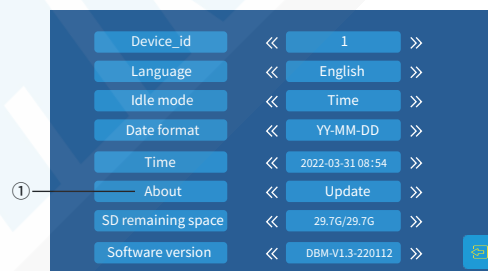 Device_id « 1 »
Language « English »
Idle mode « Time »
Date format « YY-MM-DD »
Time « 2022-03-31 08:54 »
① About « Update »
SD remaining space « 29.7G/29.7G »
Software version « DBM-V1.3-220112 »